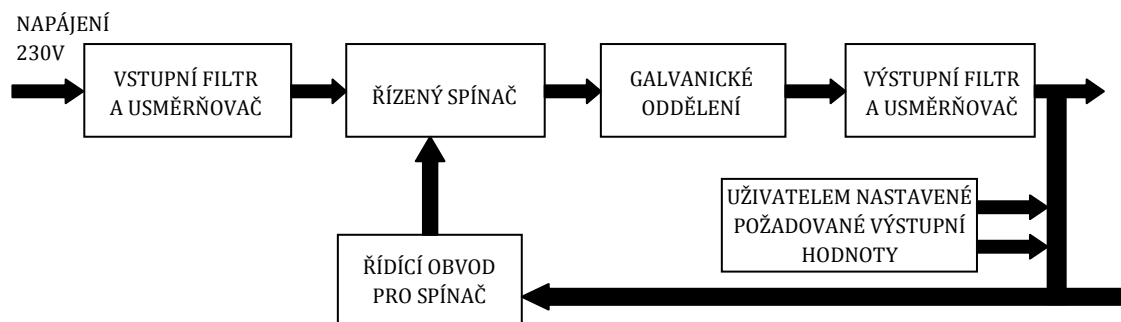 NAPÁJENÍ
230V
VSTUPNÍ FILTR
A USMĚRŇOVAČ
ŘÍZENÝ SPÍNAČ
GALVANICKÉ
ODDĚLENÍ
VÝSTUPNÍ FILTR
A USMĚRŇOVAČ
UŽIVATELEM NASTAVENÉ
POŽADOVANÉ VÝSTUPNÍ
HODNOTY
ŘÍDÍCÍ OBVOD
PRO SPÍNAČ